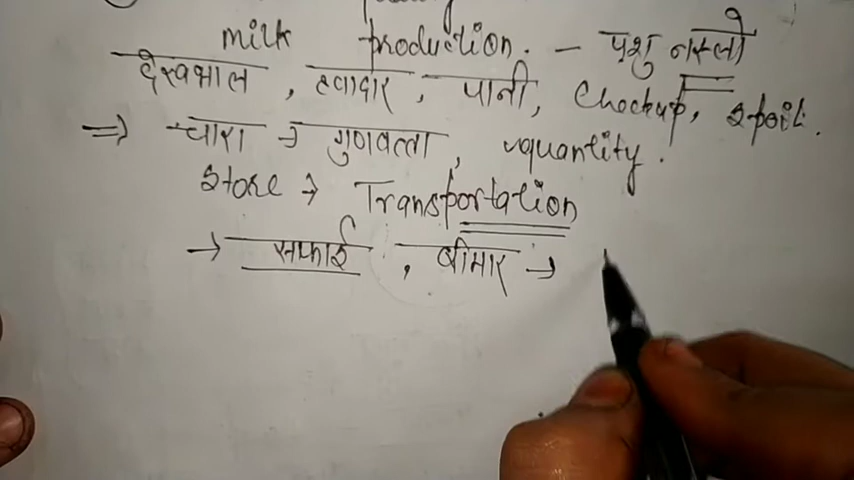 milk production. – पशु नस्लो
देखभाल, हवादार, पानी, Checkup, spoil.
⇒ चारा → गुणवत्ता, quantity.
Store → Transportation
→ सफाई, बीमार →